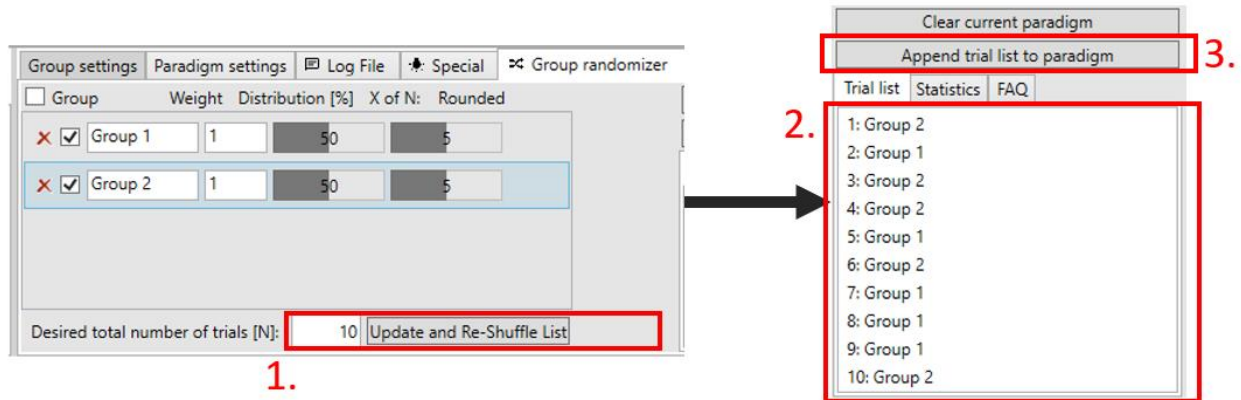 Group settings Paradigm settings Log File Special Group randomizer
Group Weight Distribution [%] X of N: Rounded
Group 1 1 50 5
Group 2 1 50 5
Desired total number of trials [N]: 10 Update and Re-Shuffle List
1.
Clear current paradigm
Append trial list to paradigm
3.
Trial list Statistics FAQ
2.
1: Group 2
2: Group 1
3: Group 2
4: Group 2
5: Group 1
6: Group 2
7: Group 1
8: Group 1
9: Group 1
10: Group 2